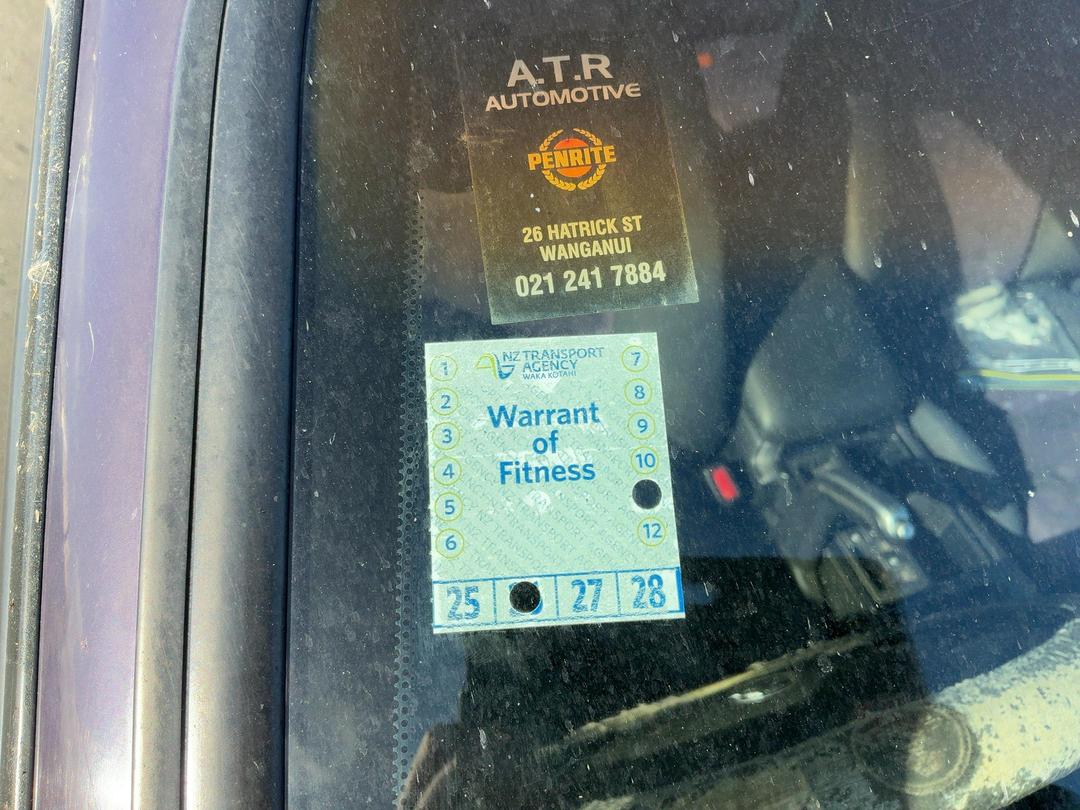 A.T.R
AUTOMOTIVE
PENRITE
26 HATRICK ST
WANGANUI
021 241 7884
NZ TRANSPORT
AGENCY
WAKA KOTAHI
Warrant
of
Fitness
1
2
3
4
5
6
7
8
9
10
12
25 27 28